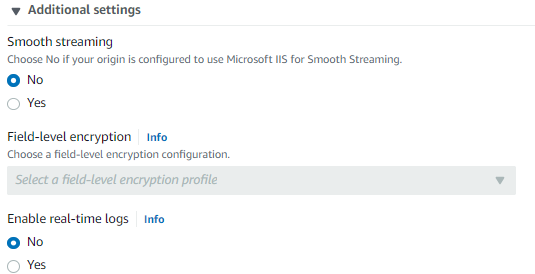 Additional settings
Smooth streaming
Choose No if your origin is configured to use Microsoft IIS for Smooth Streaming.
No
Yes
Field-level encryption Info
Choose a field-level encryption configuration.
Select a field-level encryption profile
Enable real-time logs Info
No
Yes